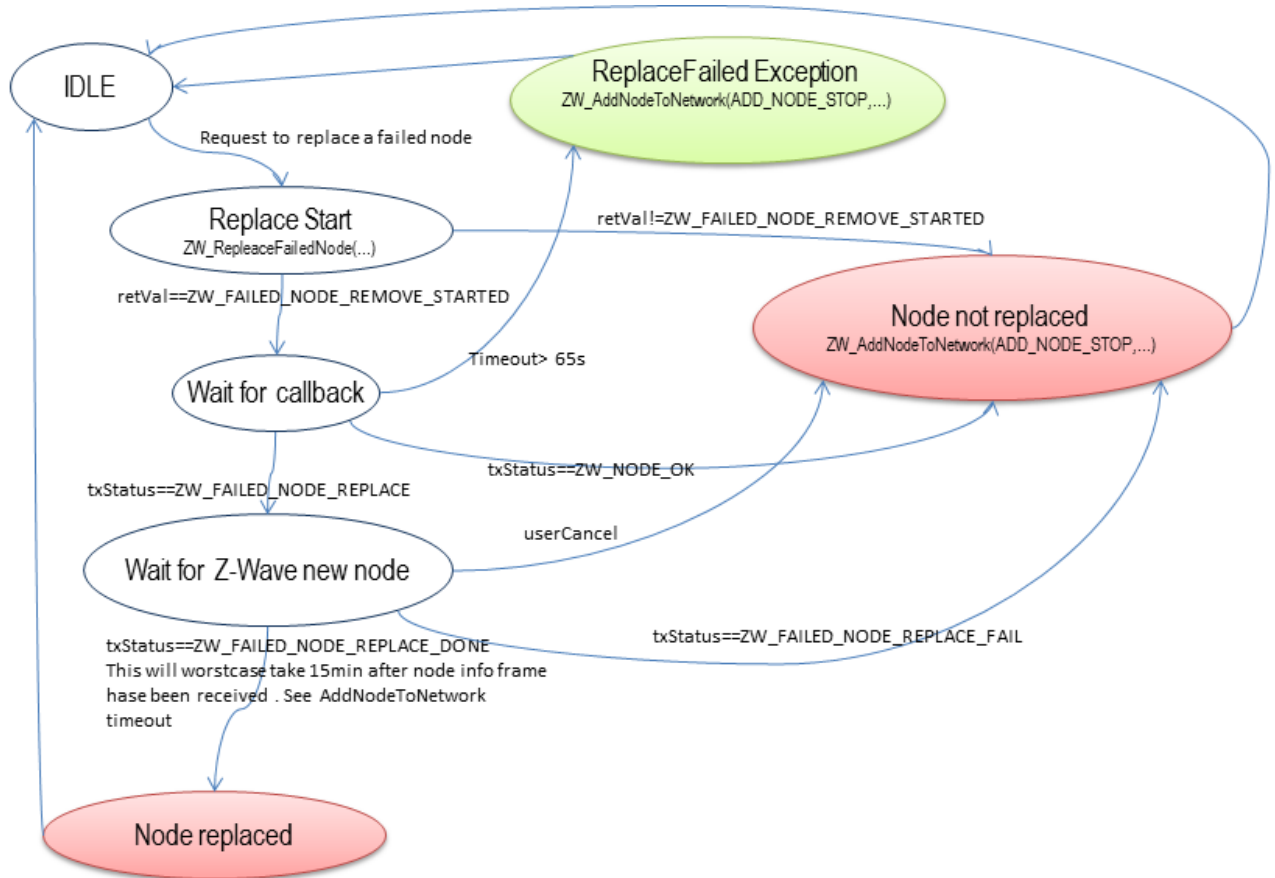 IDLE
ReplaceFailed Exception
ZW_AddNodeToNetwork(ADD_NODE_STOP,...)
Request to replace a failed node
Replace Start
ZW_RepleaceFailedNode(...)
retVal!=ZW_FAILED_NODE_REMOVE_STARTED
retVal==ZW_FAILED_NODE_REMOVE_STARTED
Node not replaced
ZW_AddNodeToNetwork(ADD_NODE_STOP,...)
Timeout> 65s
Wait for callback
txStatus==ZW_NODE_OK
txStatus==ZW_FAILED_NODE_REPLACE
userCancel
Wait for Z-Wave new node
txStatus==ZW_FAILED_NODE_REPLACE_FAIL
txStatus==ZW_FAILED_NODE_REPLACE_DONE
This will worstcase take 15min after node info frame
hase been received . See AddNodeToNetwork
timeout
Node replaced